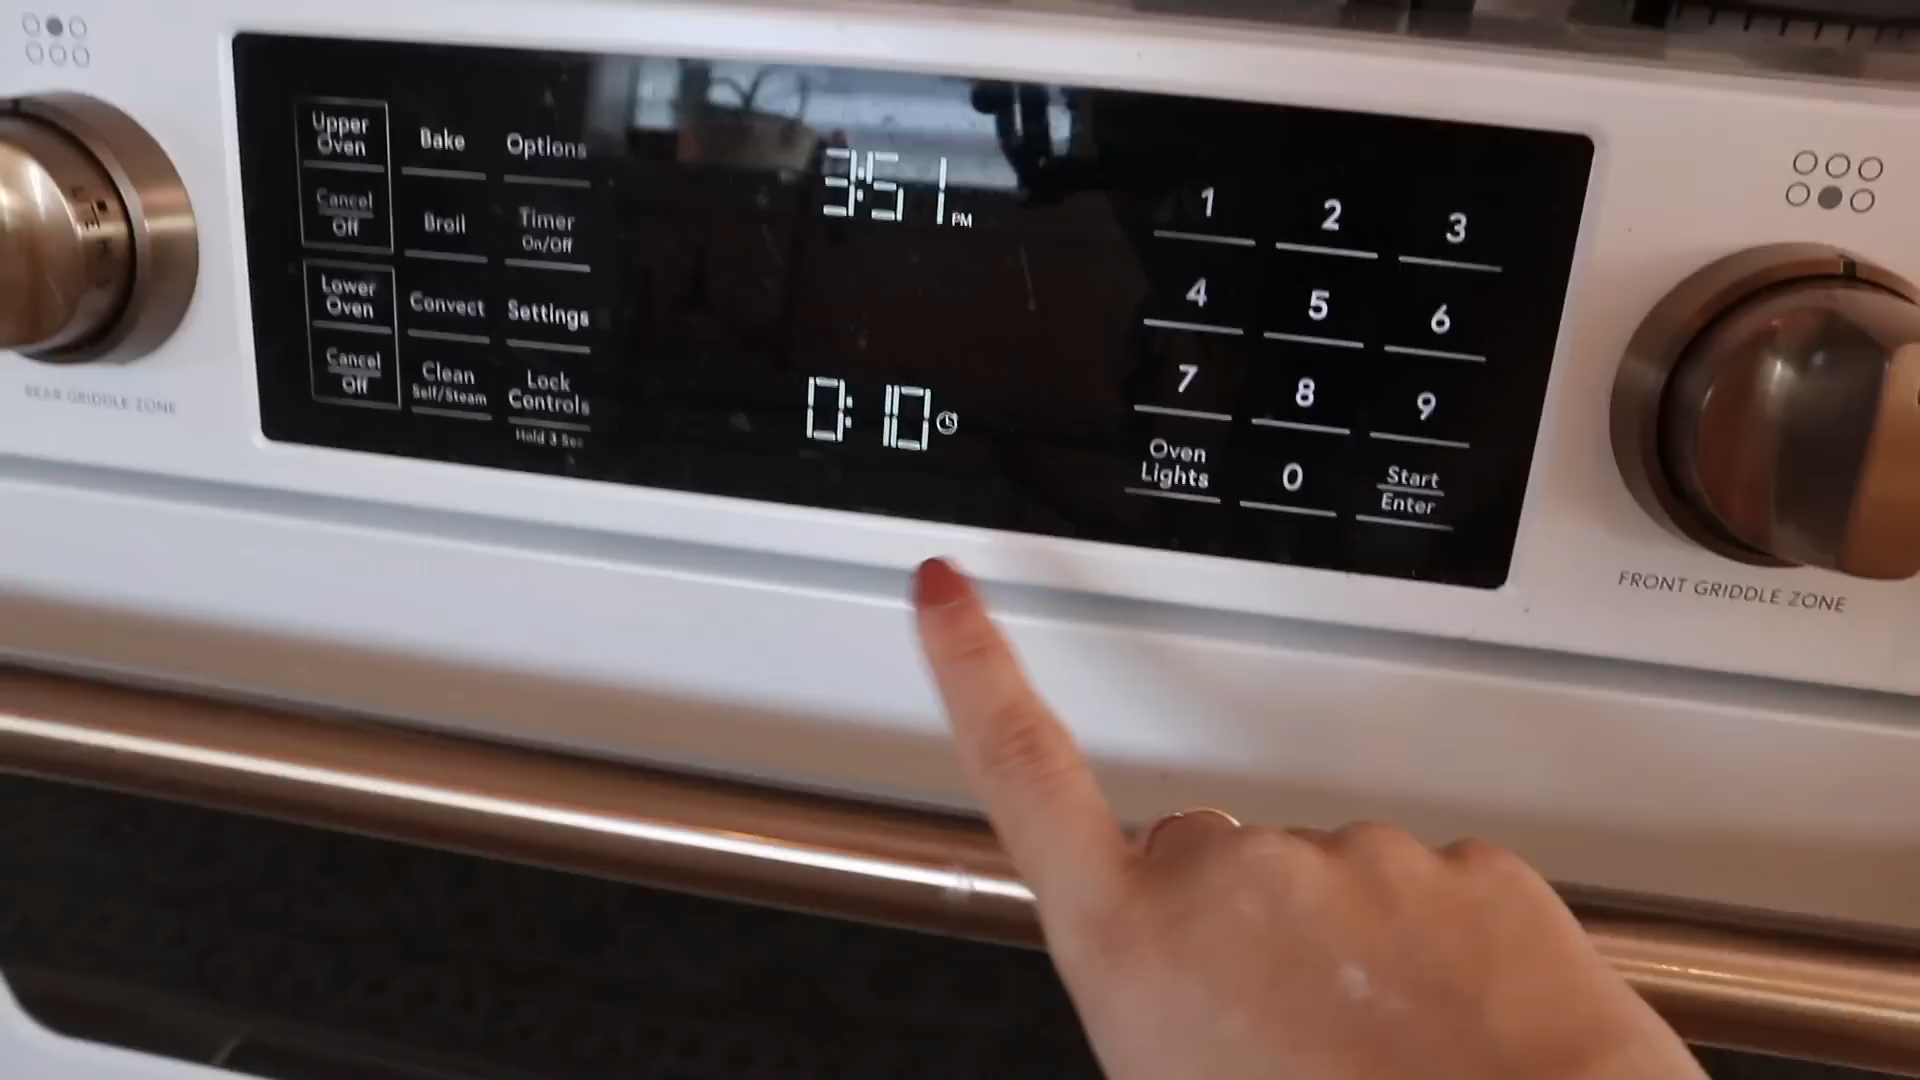 Upper
Oven
Cancel
Off
Lower
Oven
Cancel
Off
Bake
Broil
Convect
Clean
Self/Steam
Options
Timer
On/Off
Settings
Lock
Controls
Hold 3 Sec
3:51 PM
0:10
1 2 3
4 5 6
7 8 9
Oven
Lights
0
Start
Enter
REAR GRIDDLE ZONE
FRONT GRIDDLE ZONE